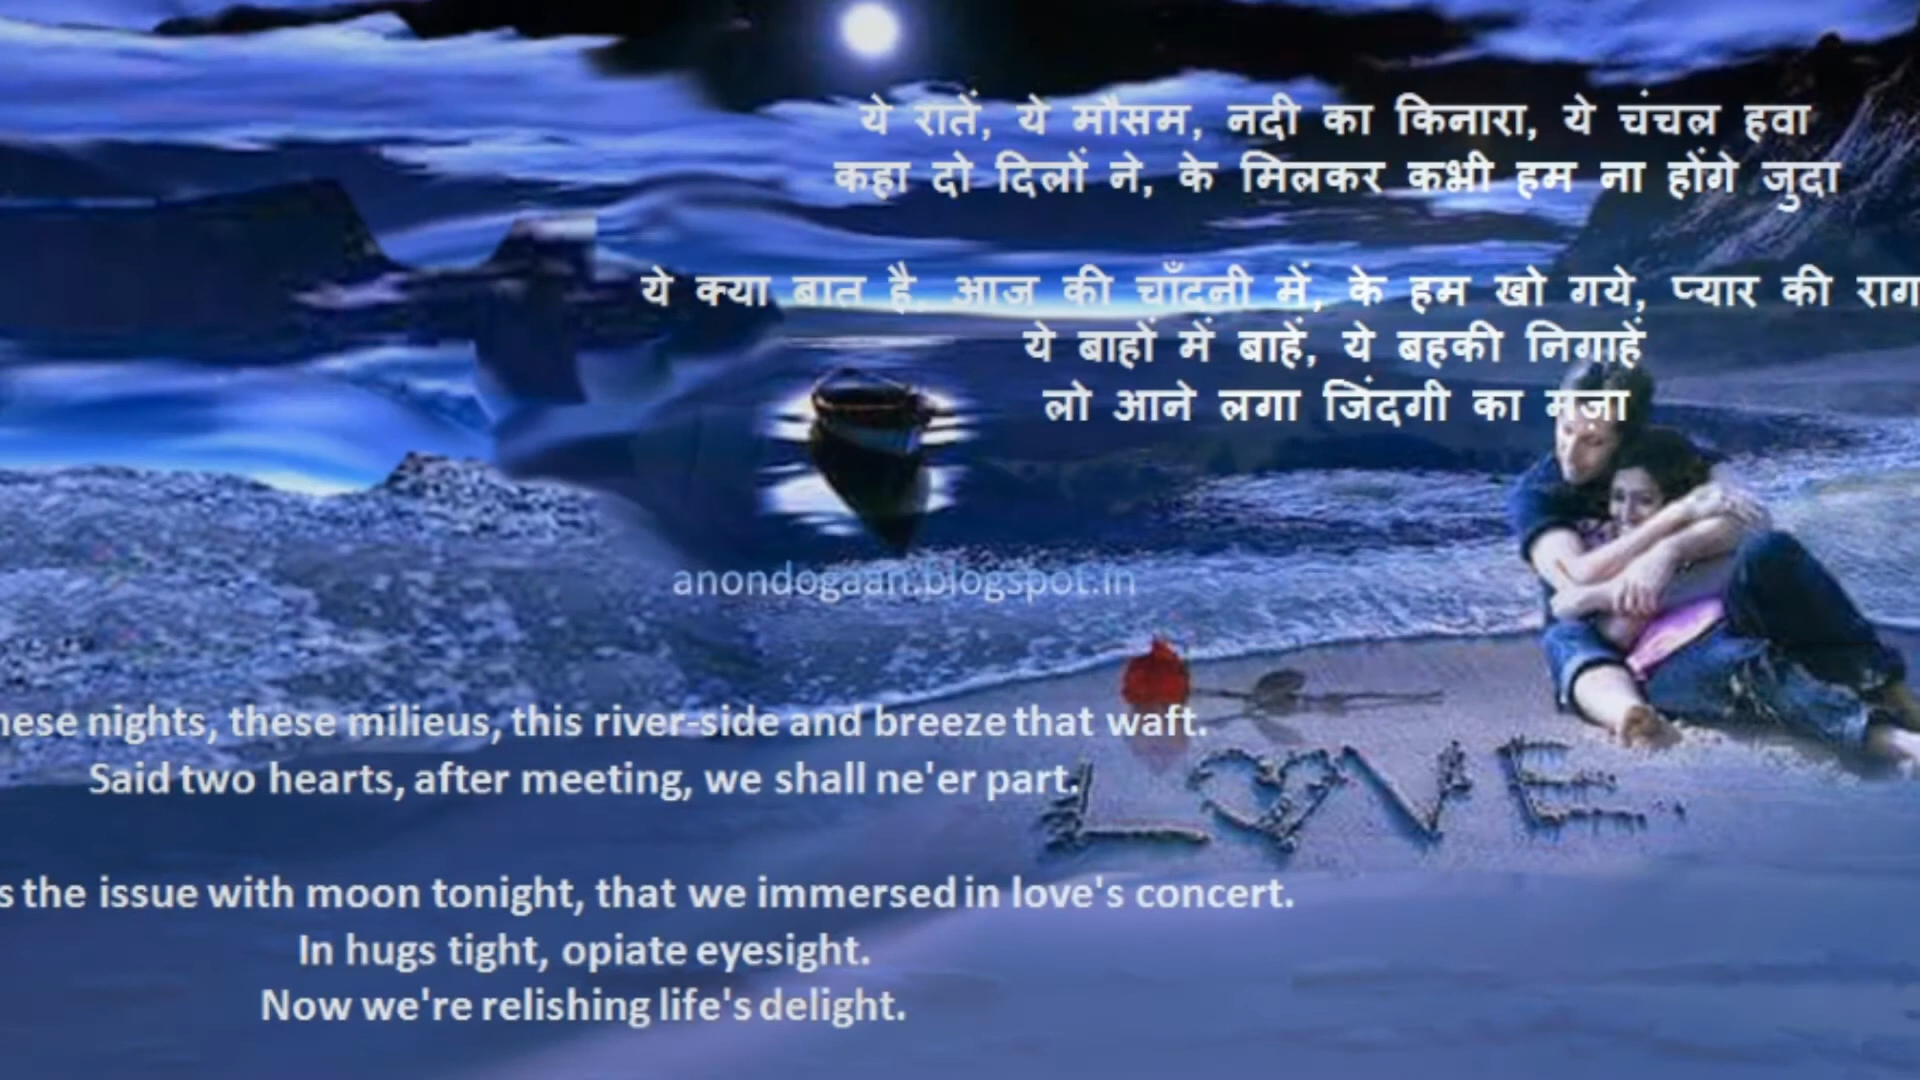 ये रातें, ये मौसम, नदी का किनारा, ये चंचल हवा
कहा दो दिलों ने, के मिलकर कभी हम ना होंगे जुदा
ये क्या बात है, आज की चाँदनी में, के हम खो गये, प्यार की राग
ये बाहों में बाहें, ये बहकी निगाहें
लो आने लगा जिंदगी का मज़ा
anondogaan.blogspot.in
hese nights, these milieus, this river-side and breeze that waft.
Said two hearts, after meeting, we shall ne'er part.
LOVE
s the issue with moon tonight, that we immersed in love's concert.
In hugs tight, opiate eyesight.
Now we're relishing life's delight.